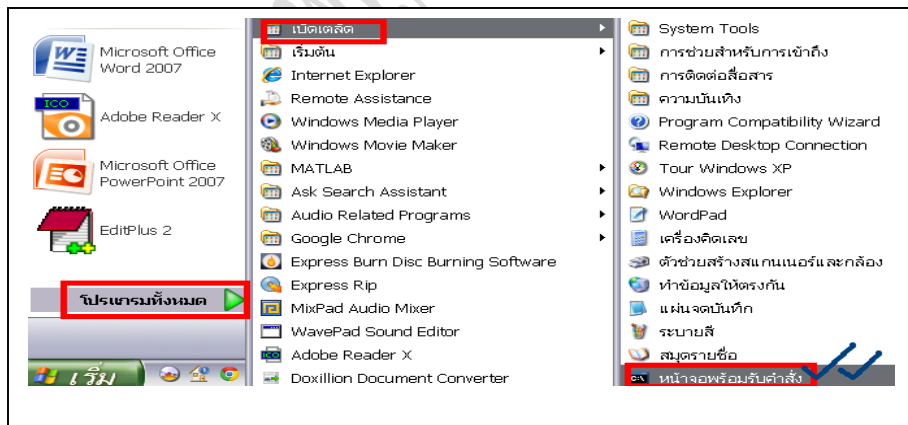 Microsoft Office
Word 2007
ICO
Adobe Reader X
Microsoft Office
PowerPoint 2007
EditPlus 2
โปรแกรมทั้งหมด
เริ่ม
เบ็ดเตล็ด
เริ่มต้น
Internet Explorer
Remote Assistance
Windows Media Player
Windows Movie Maker
MATLAB
Ask Search Assistant
Audio Related Programs
Google Chrome
Express Burn Disc Burning Software
Express Rip
MixPad Audio Mixer
WavePad Sound Editor
Adobe Reader X
Doxillion Document Converter
System Tools
การช่วยสำหรับการเข้าถึง
การติดต่อสื่อสาร
ความบันเทิง
Program Compatibility Wizard
Remote Desktop Connection
Tour Windows XP
Windows Explorer
WordPad
เครื่องคิดเลข
ตัวช่วยสร้างสแกนเนอร์และกล้อง
ทำข้อมูลให้ตรงกัน
แผ่นจดบันทึก
ระบายสี
สมุดรายชื่อ
หน้าจอพร้อมรับคำสั่ง